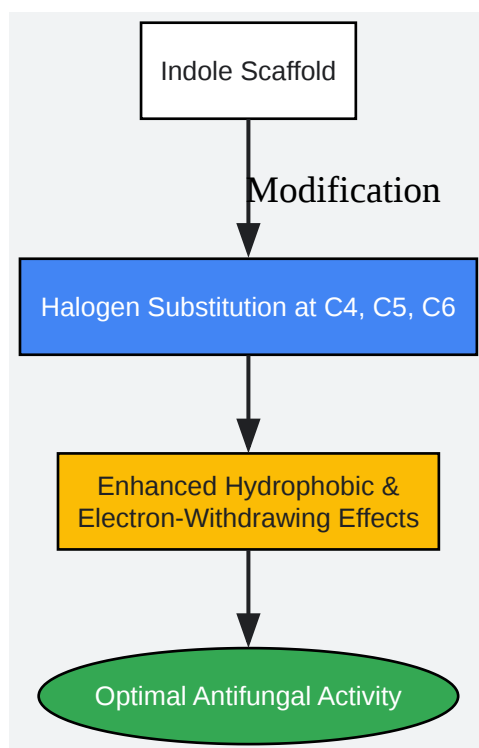 Indole Scaffold
Modification
Halogen Substitution at C4, C5, C6
Enhanced Hydrophobic &
Electron-Withdrawing Effects
Optimal Antifungal Activity